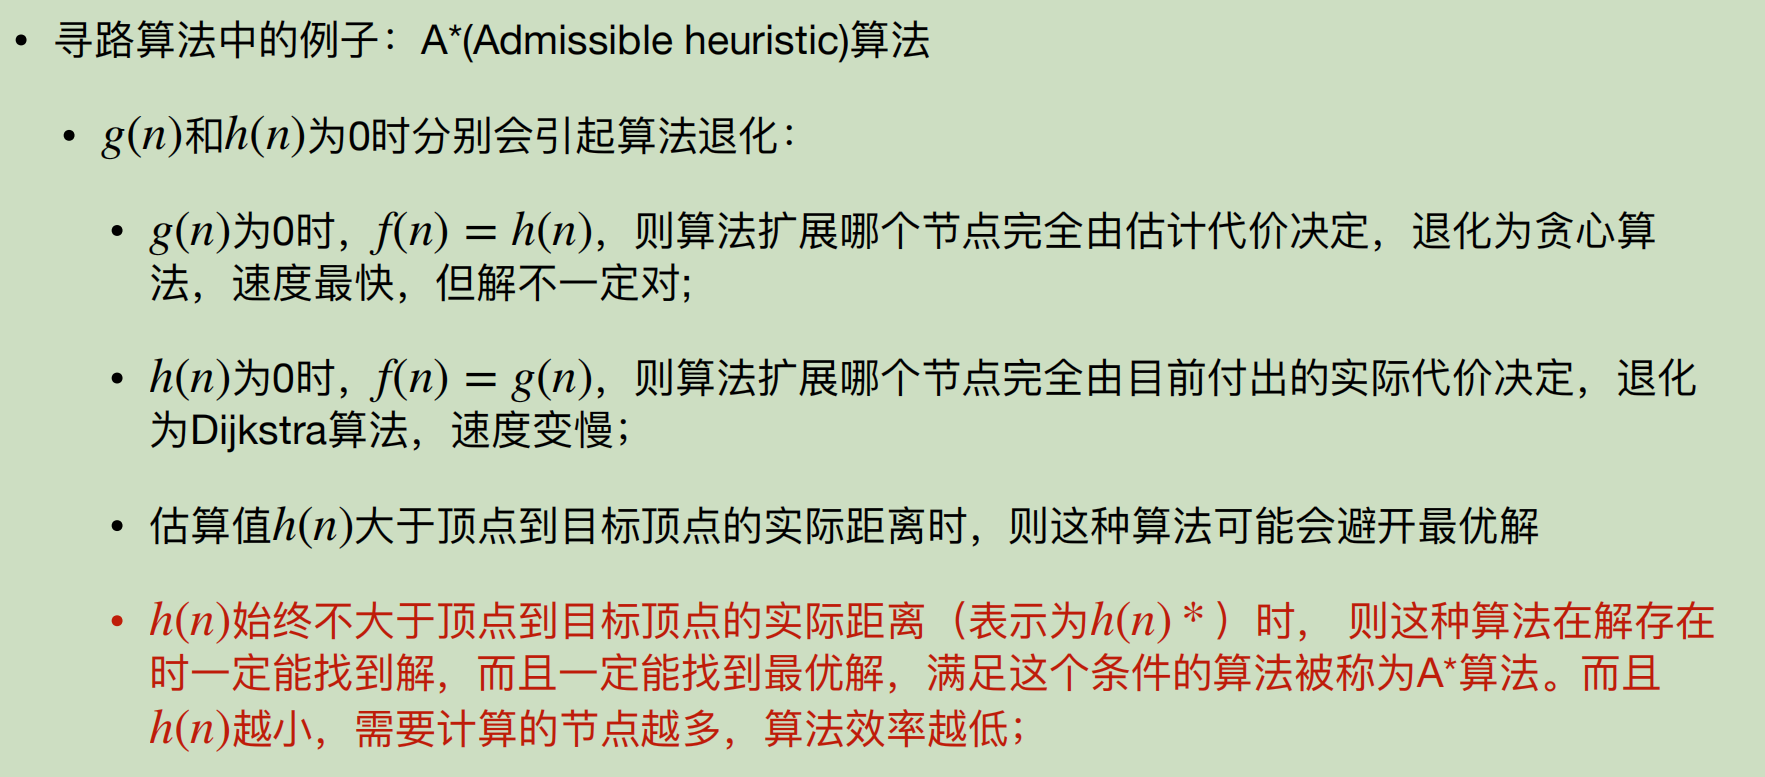 • 寻路算法中的例子：A*(Admissible heuristic)算法
• g(n)和h(n)为0时分别会引起算法退化：
• g(n)为0时，f(n) = h(n)，则算法扩展哪个节点完全由估计代价决定，退化为贪心算
法，速度最快，但解不一定对;
• h(n)为0时，f(n) = g(n)，则算法扩展哪个节点完全由目前付出的实际代价决定，退化
为Dijkstra算法，速度变慢；
• 估算值h(n)大于顶点到目标顶点的实际距离时，则这种算法可能会避开最优解
• h(n)始终不大于顶点到目标顶点的实际距离（表示为h(n) *）时， 则这种算法在解存在
时一定能找到解，而且一定能找到最优解，满足这个条件的算法被称为A*算法。而且
h(n)越小，需要计算的节点越多，算法效率越低；